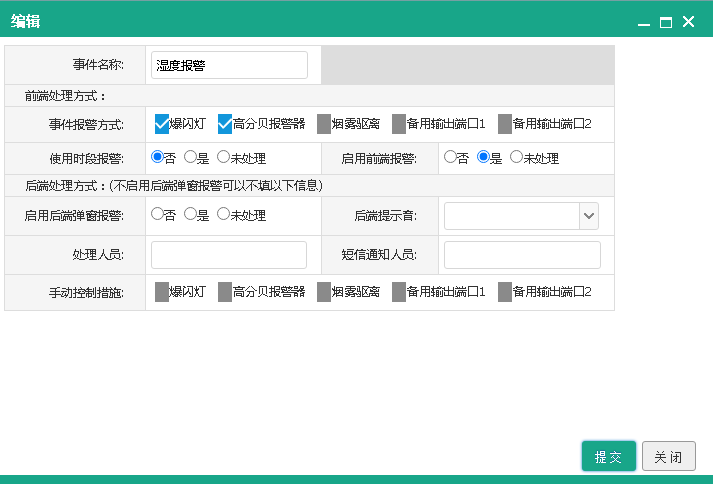 编辑
事件名称: 湿度报警
前端处理方式：
事件报警方式: 爆闪灯 高分贝报警器 烟雾驱离 备用输出端口1 备用输出端口2
使用时段报警: 否 是 未处理 启用前端报警: 否 是 未处理
后端处理方式：(不启用后端弹窗报警可以不填以下信息)
启用后端弹窗报警: 否 是 未处理 后端提示音:
处理人员: 短信通知人员:
手动控制措施: 爆闪灯 高分贝报警器 烟雾驱离 备用输出端口1 备用输出端口2
提交 关闭